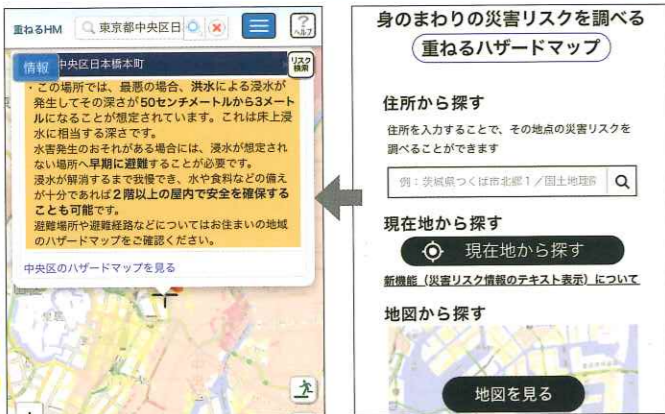 重ねるHM
東京都中央区日
ヘルプ
情報
中央区日本橋本町
リスク
検索
・この場所では、最悪の場合、洪水による浸水が
発生してその深さが50センチメートルから3メート
ルになることが想定されています。これは床上浸
水に相当する深さです。
水害発生のおそれがある場合には、浸水が想定され
ない場所へ早期に避難することが必要です。
浸水が解消するまで我慢でき、水や食料などの備え
が十分であれば2階以上の屋内で安全を確保する
ことも可能です。
避難場所や避難経路などについてはお住まいの地域
のハザードマップをご確認ください。
中央区のハザードマップを見る
身のまわりの災害リスクを調べる
重ねるハザードマップ
住所から探す
住所を入力することで、その地点の災害リスクを
調べることができます
例：茨城県つくば市北郷1／国土地理院
現在地から探す
現在地から探す
新機能（災害リスク情報のテキスト表示）について
地図から探す
地図を見る